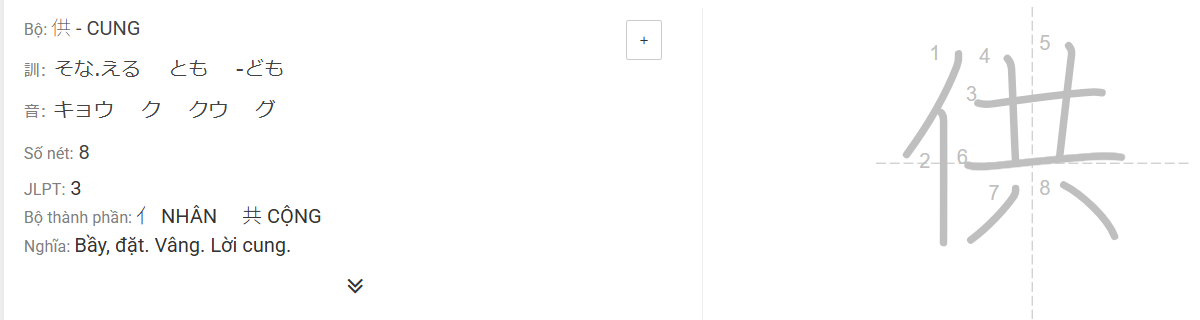 Bộ: 供 - CUNG
+
訓: そな.える とも -ども
音: キョウ ク クウ グ
Số nét: 8
JLPT: 3
Bộ thành phần: 亻 NHÂN 共 CỘNG
Nghĩa: Bầy, đặt. Vâng. Lời cung.
供
1 4 5
3
2 6
7 8